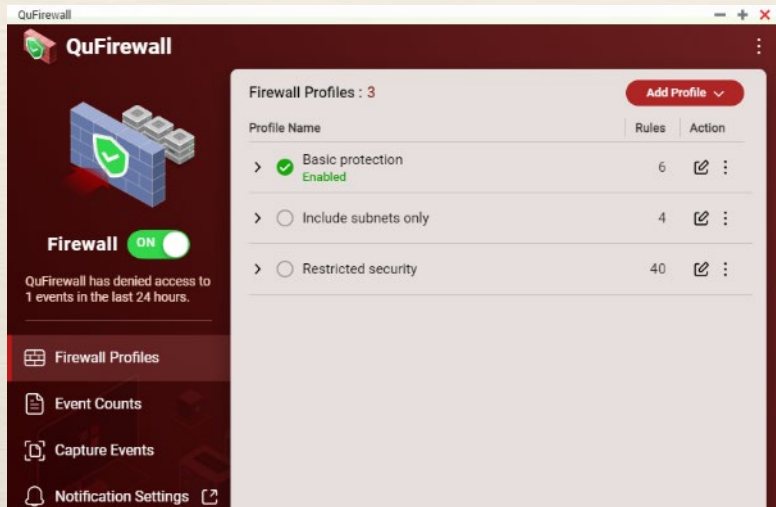 QuFirewall
QuFirewall
Firewall Profiles : 3
Add Profile
Profile Name Rules Action
Basic protection 6
Enabled
Include subnets only 4
Restricted security 40
Firewall ON
QuFirewall has denied access to
1 events in the last 24 hours.
Firewall Profiles
Event Counts
Capture Events
Notification Settings